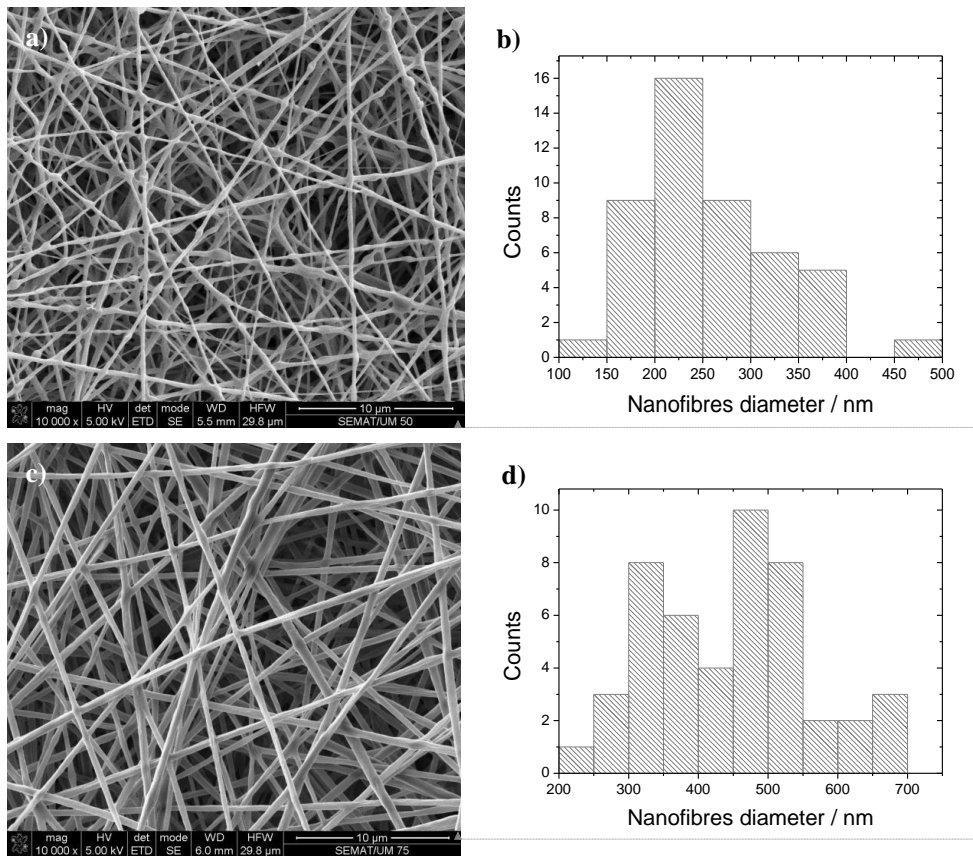 a)
mag HV det mode WD HFW 10 µm
10 000 x 5.00 kV ETD SE 5.5 mm 29.8 µm SEMAT/UM 50
b)
16
14
12
10
8
6
4
2
0
Counts
100 150 200 250 300 350 400 450 500
Nanofibres diameter / nm
c)
mag HV det mode WD HFW 10 µm
10 000 x 5.00 kV ETD SE 6.0 mm 29.8 µm SEMAT/UM 75
d)
10
8
6
4
2
0
Counts
200 300 400 500 600 700
Nanofibres diameter / nm